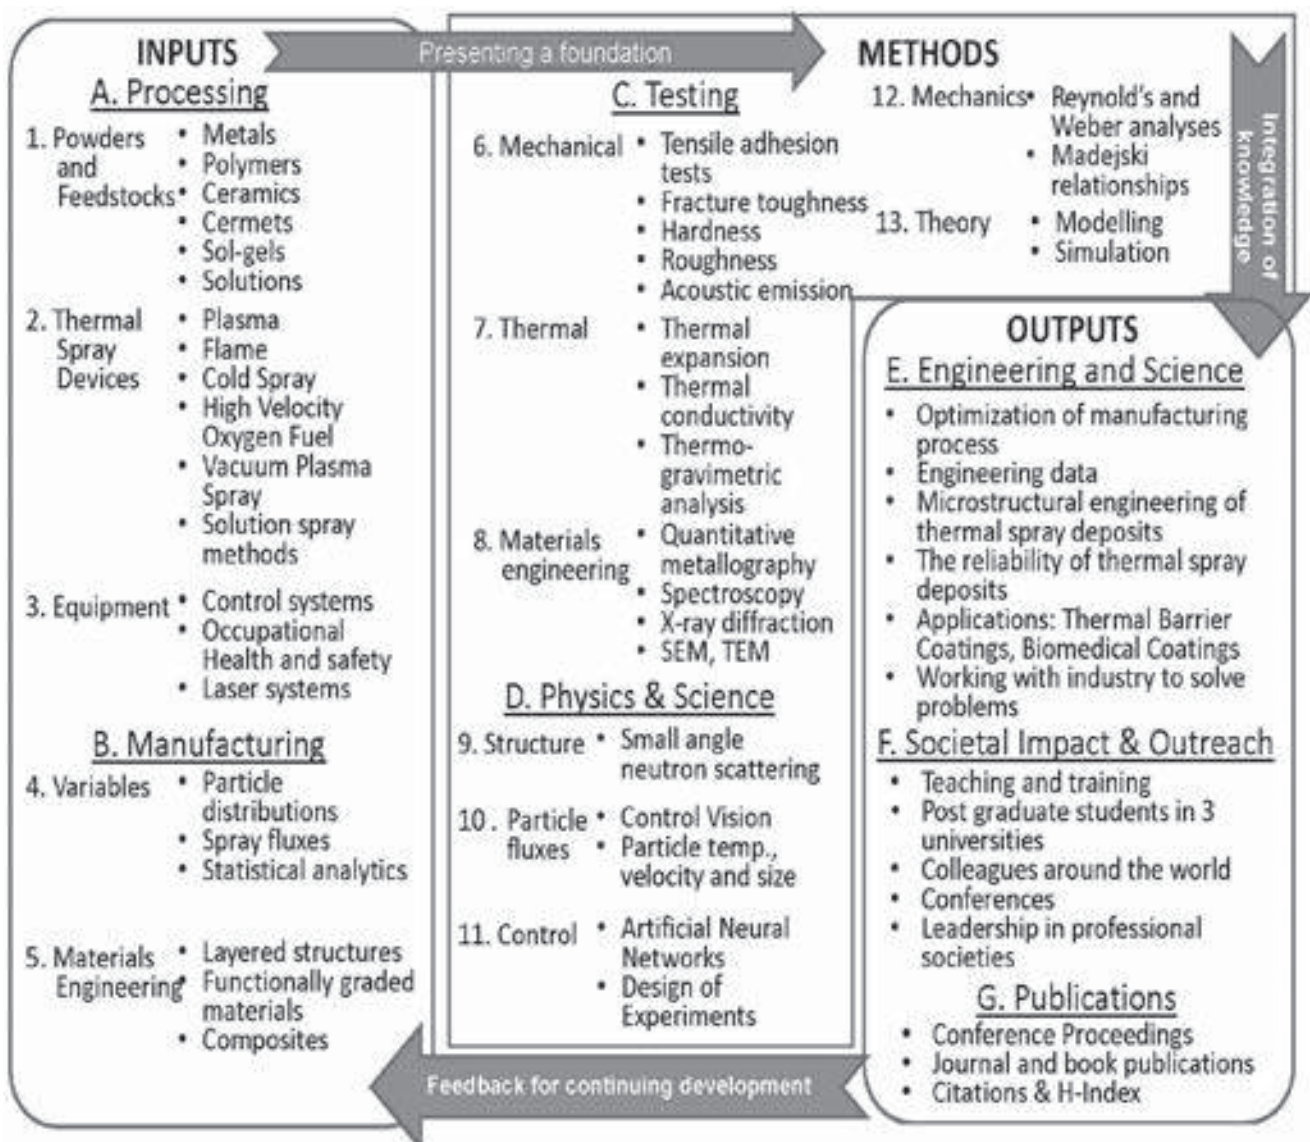 INPUTS
Presenting a foundation
METHODS
A. Processing
1. Powders and Feedstocks
• Metals
• Polymers
• Ceramics
• Cermets
• Sol-gels
• Solutions
2. Thermal Spray Devices
• Plasma
• Flame
• Cold Spray
• High Velocity
Oxygen Fuel
• Vacuum Plasma
Spray
• Solution spray
methods
3. Equipment
• Control systems
• Occupational
Health and safety
• Laser systems
B. Manufacturing
4. Variables
• Particle
distributions
• Spray fluxes
• Statistical analytics
5. Materials
Engineering
• Layered structures
• Functionally graded
materials
• Composites
C. Testing
6. Mechanical
• Tensile adhesion
tests
• Fracture toughness
• Hardness
• Roughness
• Acoustic emission
7. Thermal
• Thermal
expansion
• Thermal
conductivity
• Thermo-
gravimetric
analysis
8. Materials
engineering
• Quantitative
metallography
• Spectroscopy
• X-ray diffraction
• SEM, TEM
D. Physics & Science
9. Structure
• Small angle
neutron scattering
10 . Particle
fluxes
• Control Vision
• Particle temp.,
velocity and size
11. Control
• Artificial Neural
Networks
• Design of
Experiments
12. Mechanics
• Reynold's and
Weber analyses
• Madejski
relationships
13. Theory
• Modelling
• Simulation
Integration of
knowledge
OUTPUTS
E. Engineering and Science
• Optimization of manufacturing
process
• Engineering data
• Microstructural engineering of
thermal spray deposits
• The reliability of thermal spray
deposits
• Applications: Thermal Barrier
Coatings, Biomedical Coatings
• Working with industry to solve
problems
F. Societal Impact & Outreach
• Teaching and training
• Post graduate students in 3
universities
• Colleagues around the world
• Conferences
• Leadership in professional
societies
G. Publications
• Conference Proceedings
• Journal and book publications
• Citations & H-Index
Feedback for continuing development